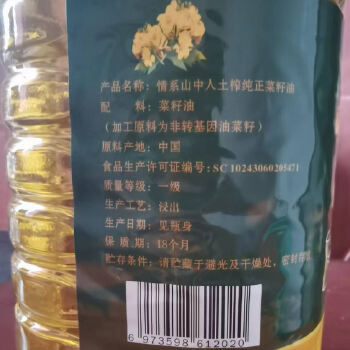 产品名称：情系山中人土榨纯正菜籽油
配　料：菜籽油
（加工原料为非转基因油菜籽）
原料产地：中国
食品生产许可证编号：SC 10243060205471
质量等级：一级
生产工艺：浸出
生产日期：见瓶身
保 质 期：18个月
贮存条件：请贮藏于避光及干燥处，密封
6 973598 612020